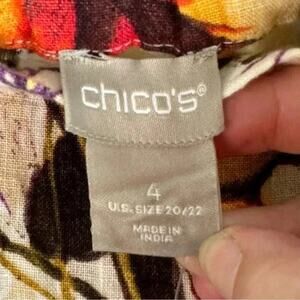 chico's®
4
U.S. SIZE 20/22
MADE IN
INDIA